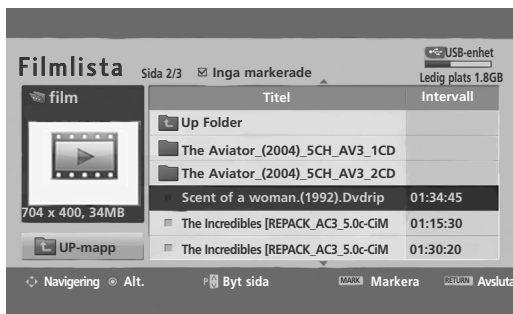 USB-enhet
Filmlista Sida 2/3 Inga markerade
Ledig plats 1.8GB
film
Titel Intervall
Up Folder
The Aviator_(2004)_5CH_AV3_1CD
The Aviator_(2004)_5CH_AV3_2CD
Scent of a woman.(1992).Dvdrip 01:34:45
704 x 400, 34MB
The Incredibles [REPACK_AC3_5.0c-CiM 01:15:30
UP-mapp
The Incredibles [REPACK_AC3_5.0c-CiM 01:30:20
Navigering Alt. P Byt sida MARK Markera RETURN Avsluta